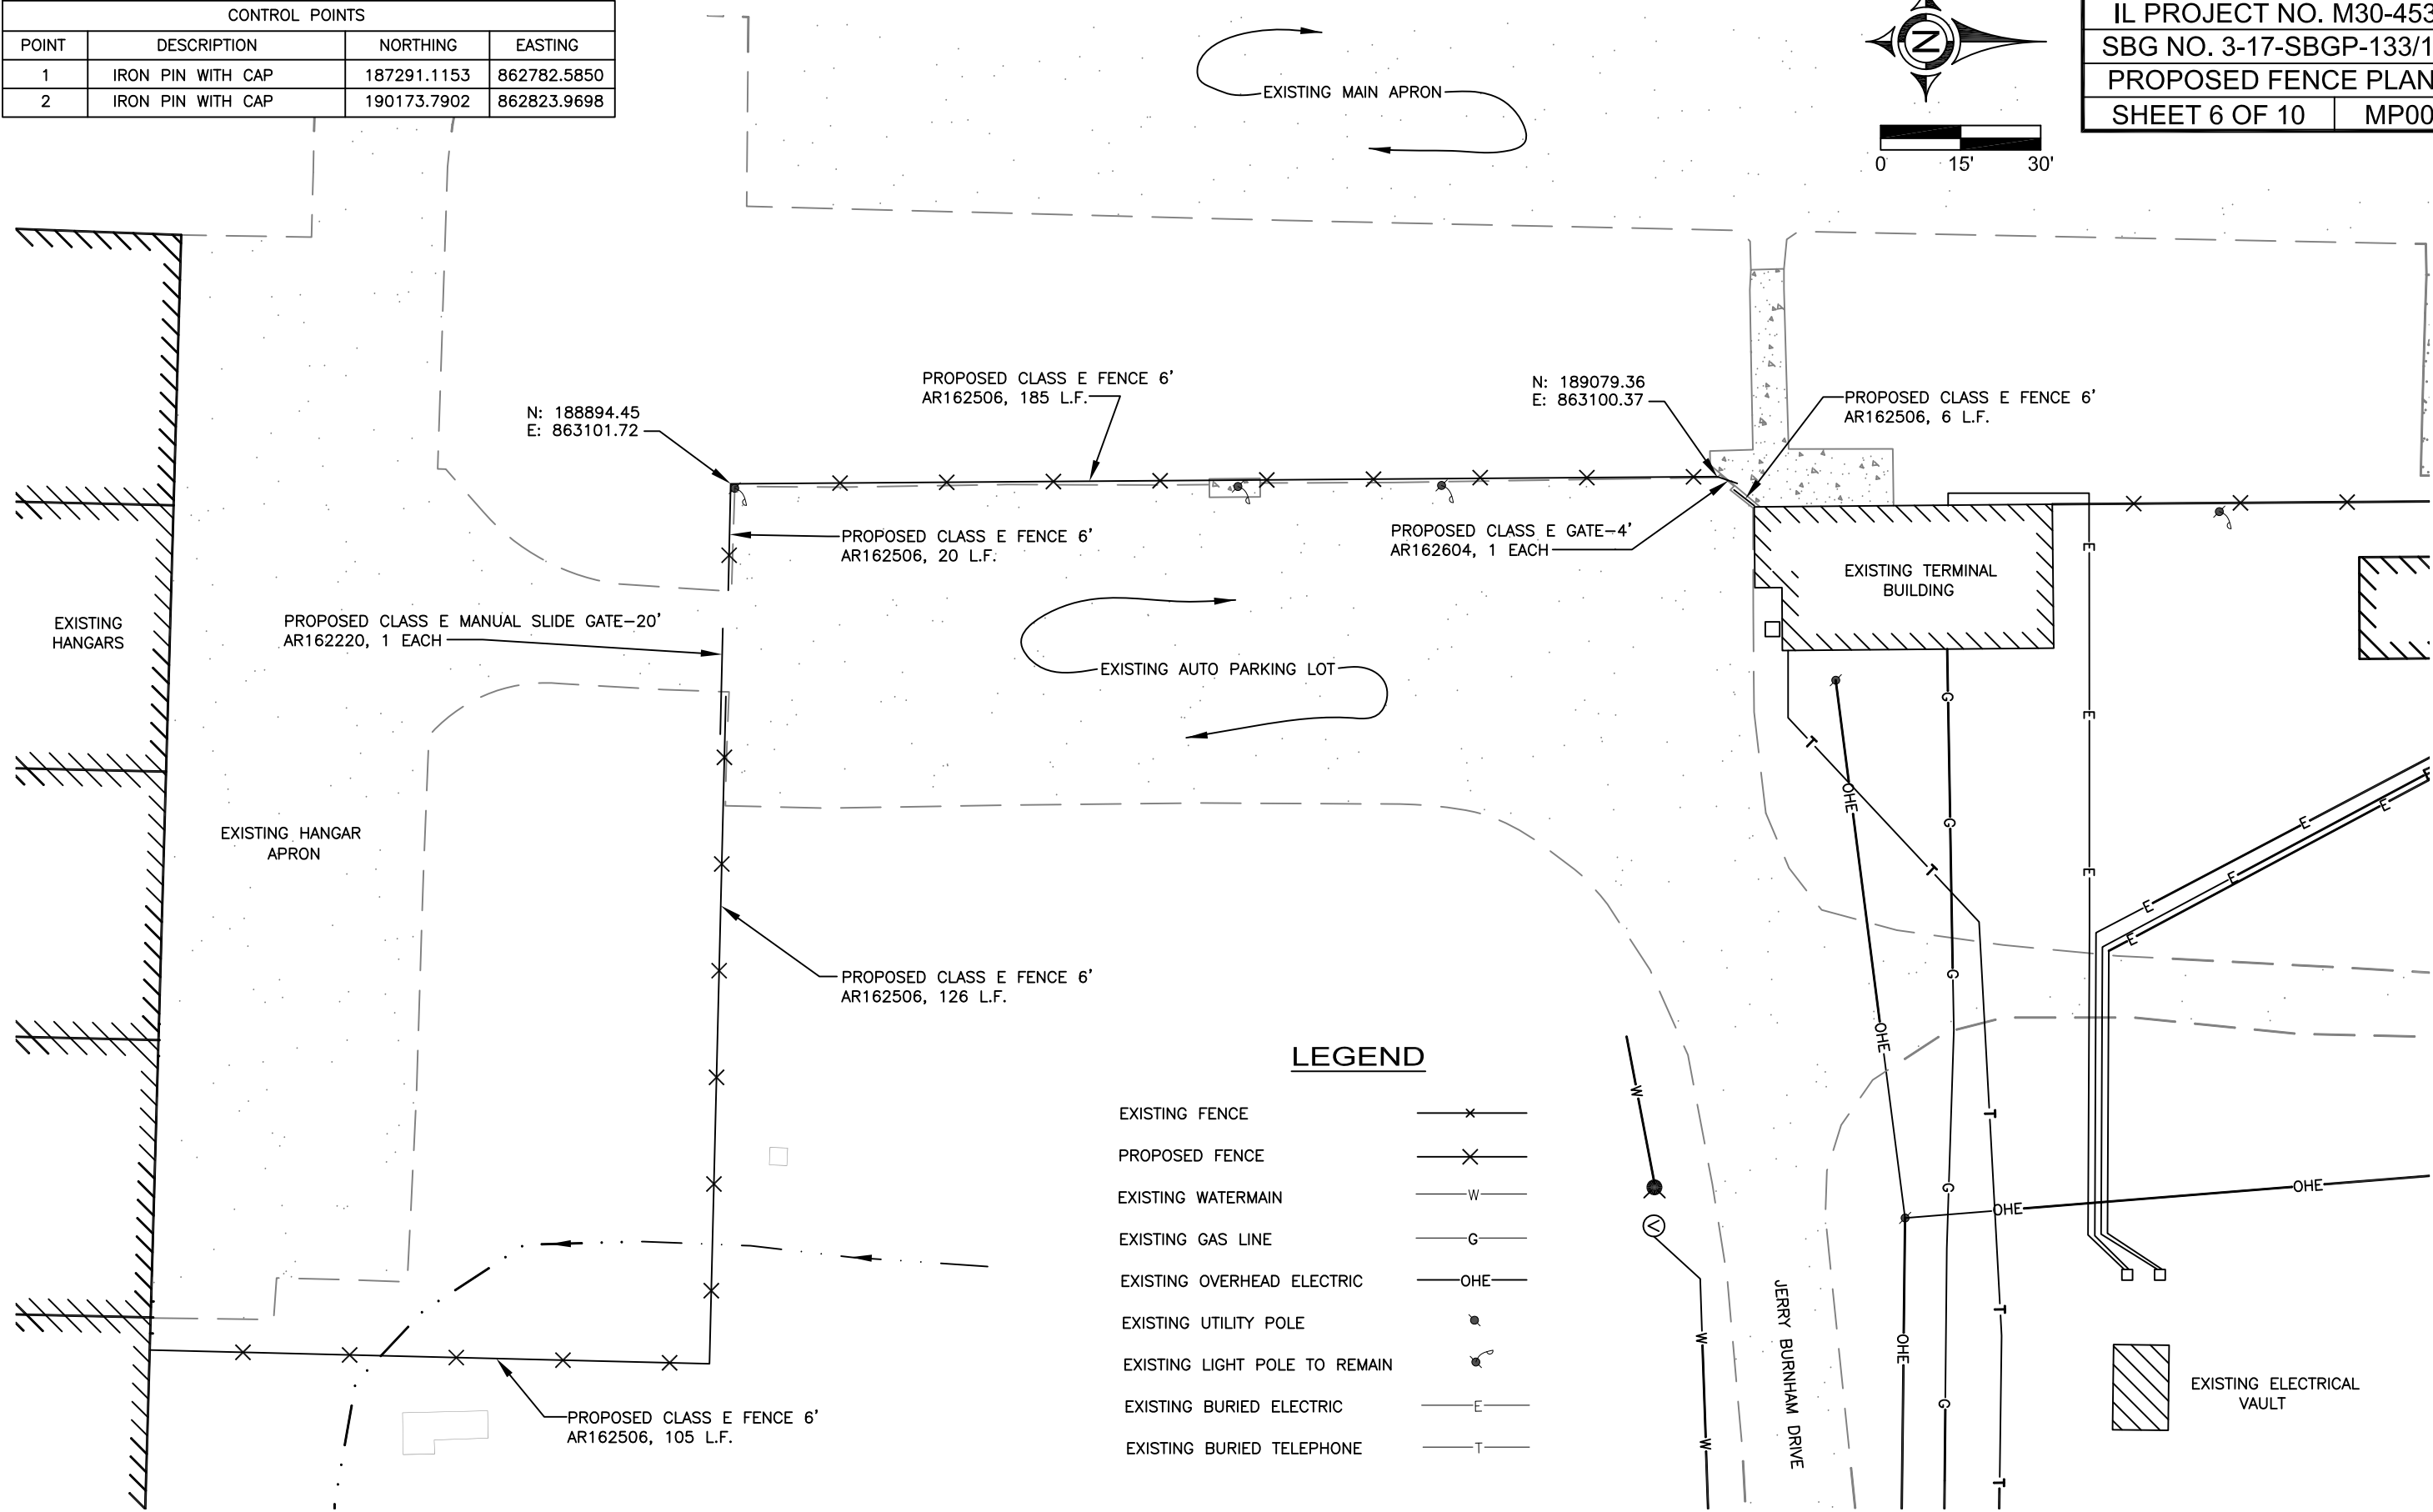 CONTROL POINTS
POINT DESCRIPTION NORTHING EASTING
1 IRON PIN WITH CAP 187291.1153 862782.5850
2 IRON PIN WITH CAP 190173.7902 862823.9698
EXISTING MAIN APRON
N
0 15' 30'
IL PROJECT NO. M30-453
SBG NO. 3-17-SBGP-133/1
PROPOSED FENCE PLAN
SHEET 6 OF 10 MP00
N: 188894.45
E: 863101.72
PROPOSED CLASS E FENCE 6'
AR162506, 185 L.F.
N: 189079.36
E: 863100.37
PROPOSED CLASS E FENCE 6'
AR162506, 6 L.F.
PROPOSED CLASS E FENCE 6'
AR162506, 20 L.F.
PROPOSED CLASS E GATE-4'
AR162604, 1 EACH
EXISTING TERMINAL
BUILDING
EXISTING
HANGARS
PROPOSED CLASS E MANUAL SLIDE GATE-20'
AR162220, 1 EACH
EXISTING AUTO PARKING LOT
EXISTING HANGAR
APRON
PROPOSED CLASS E FENCE 6'
AR162506, 126 L.F.
PROPOSED CLASS E FENCE 6'
AR162506, 105 L.F.
LEGEND
EXISTING FENCE
PROPOSED FENCE
EXISTING WATERMAIN W
EXISTING GAS LINE G
EXISTING OVERHEAD ELECTRIC OHE
EXISTING UTILITY POLE
EXISTING LIGHT POLE TO REMAIN
EXISTING BURIED ELECTRIC E
EXISTING BURIED TELEPHONE T
E
E
E
E
E
E
E
E
E
G
G
G
G
G
T
T
T
T
T
OHE
OHE
OHE
OHE
OHE
W
V
W
W
JERRY BURNHAM DRIVE
EXISTING ELECTRICAL
VAULT